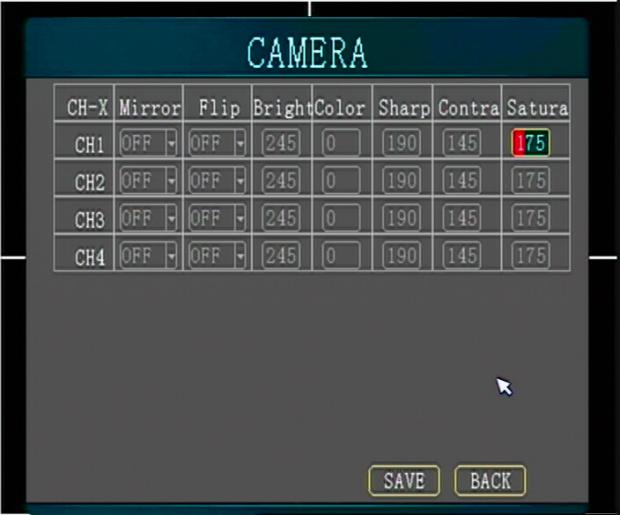 CAMERA
CH-X Mirror Flip Bright Color Sharp Contra Satura
CH1 OFF OFF 245 0 190 145 175
CH2 OFF OFF 245 0 190 145 175
CH3 OFF OFF 245 0 190 145 175
CH4 OFF OFF 245 0 190 145 175
SAVE BACK